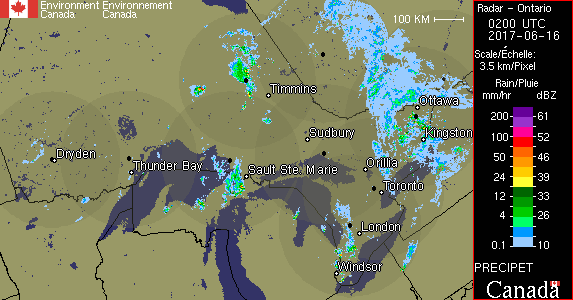 Environment Environnement
Canada Canada
100 KM
Timmins
Ottawa
Sudbury
Kingston
Dryden
Thunder Bay
Sault Ste. Marie
Orillia
Toronto
London
Windsor
Radar - Ontario
0200 UTC
2017-06-16
Scale/Échelle:
3.5 km/Pixel
Rain/Pluie
mm/hr dBZ
200 61
100 52
50 46
24 39
12 33
4 26
0.1 10
PRECIPET
Canada